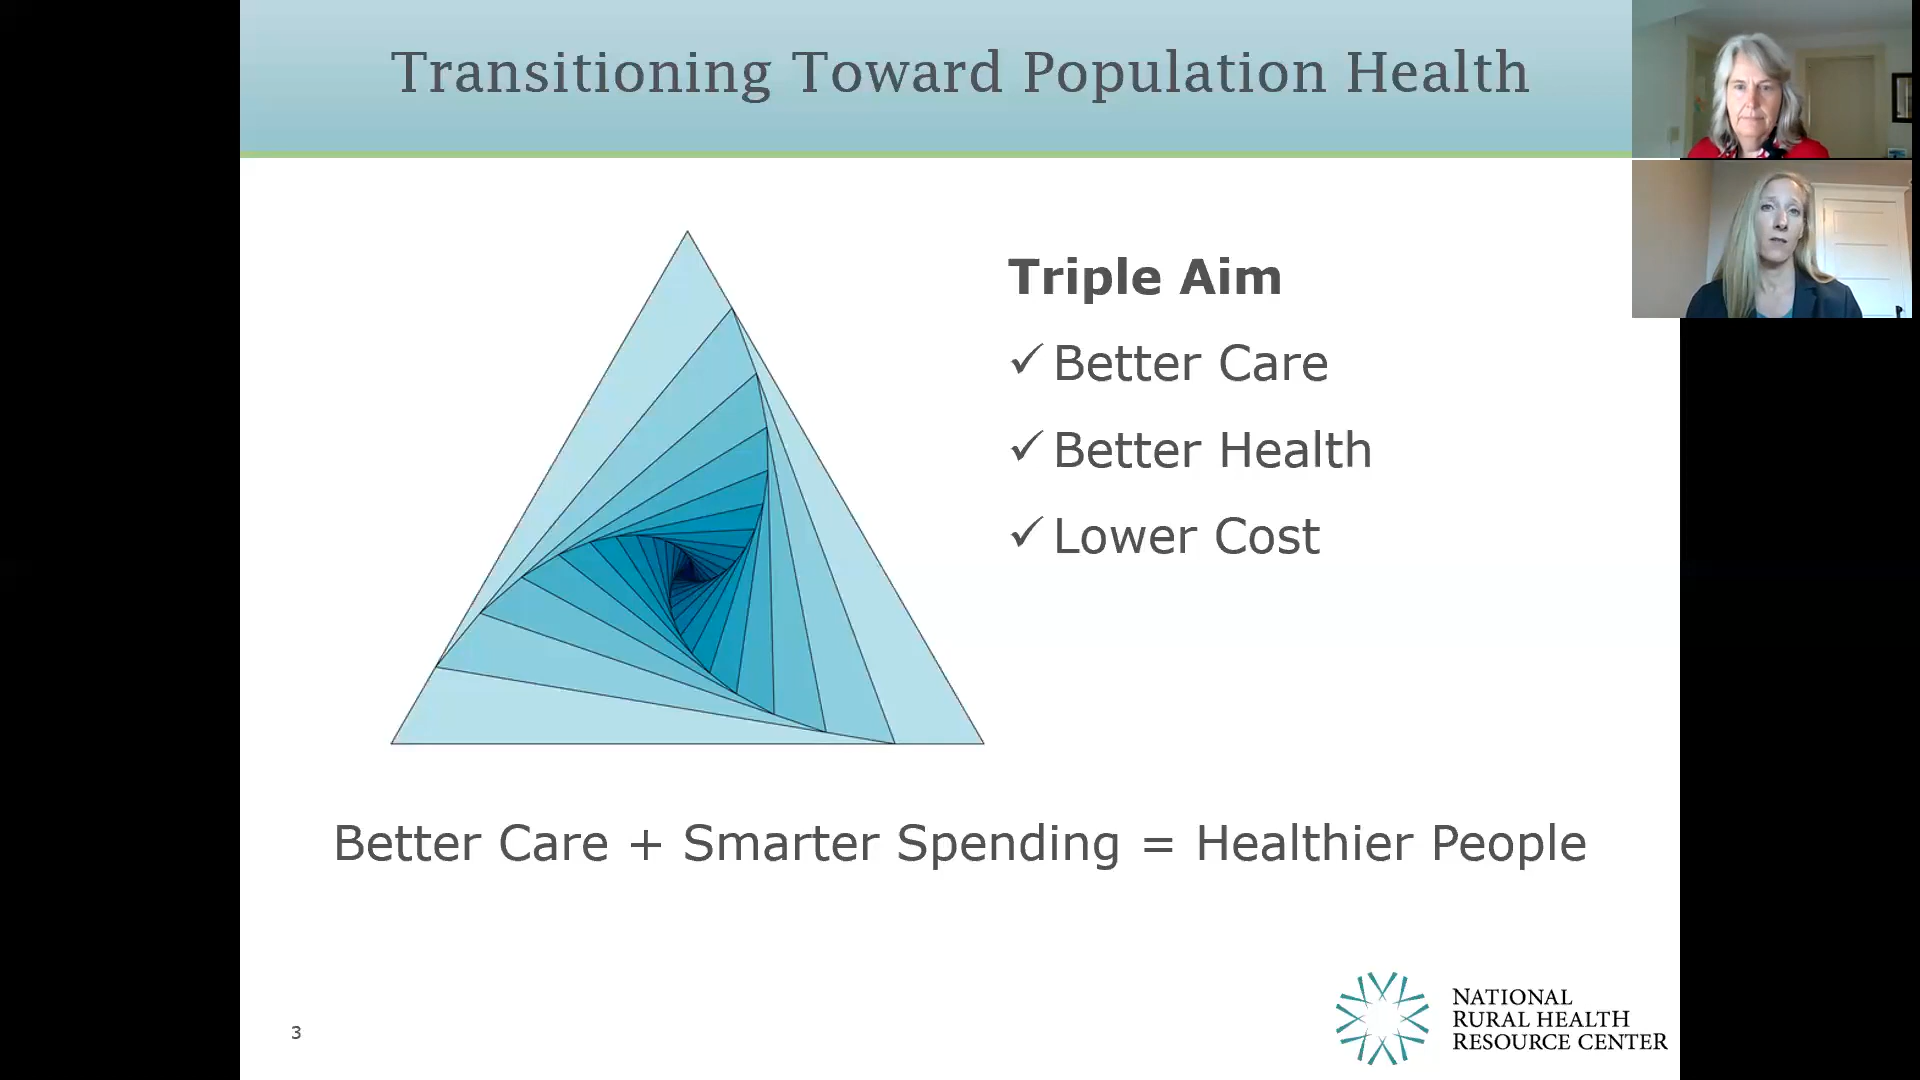 Transitioning Toward Population Health
Triple Aim
✓ Better Care
✓ Better Health
✓ Lower Cost
Better Care + Smarter Spending = Healthier People
3
NATIONAL
RURAL HEALTH
RESOURCE CENTER